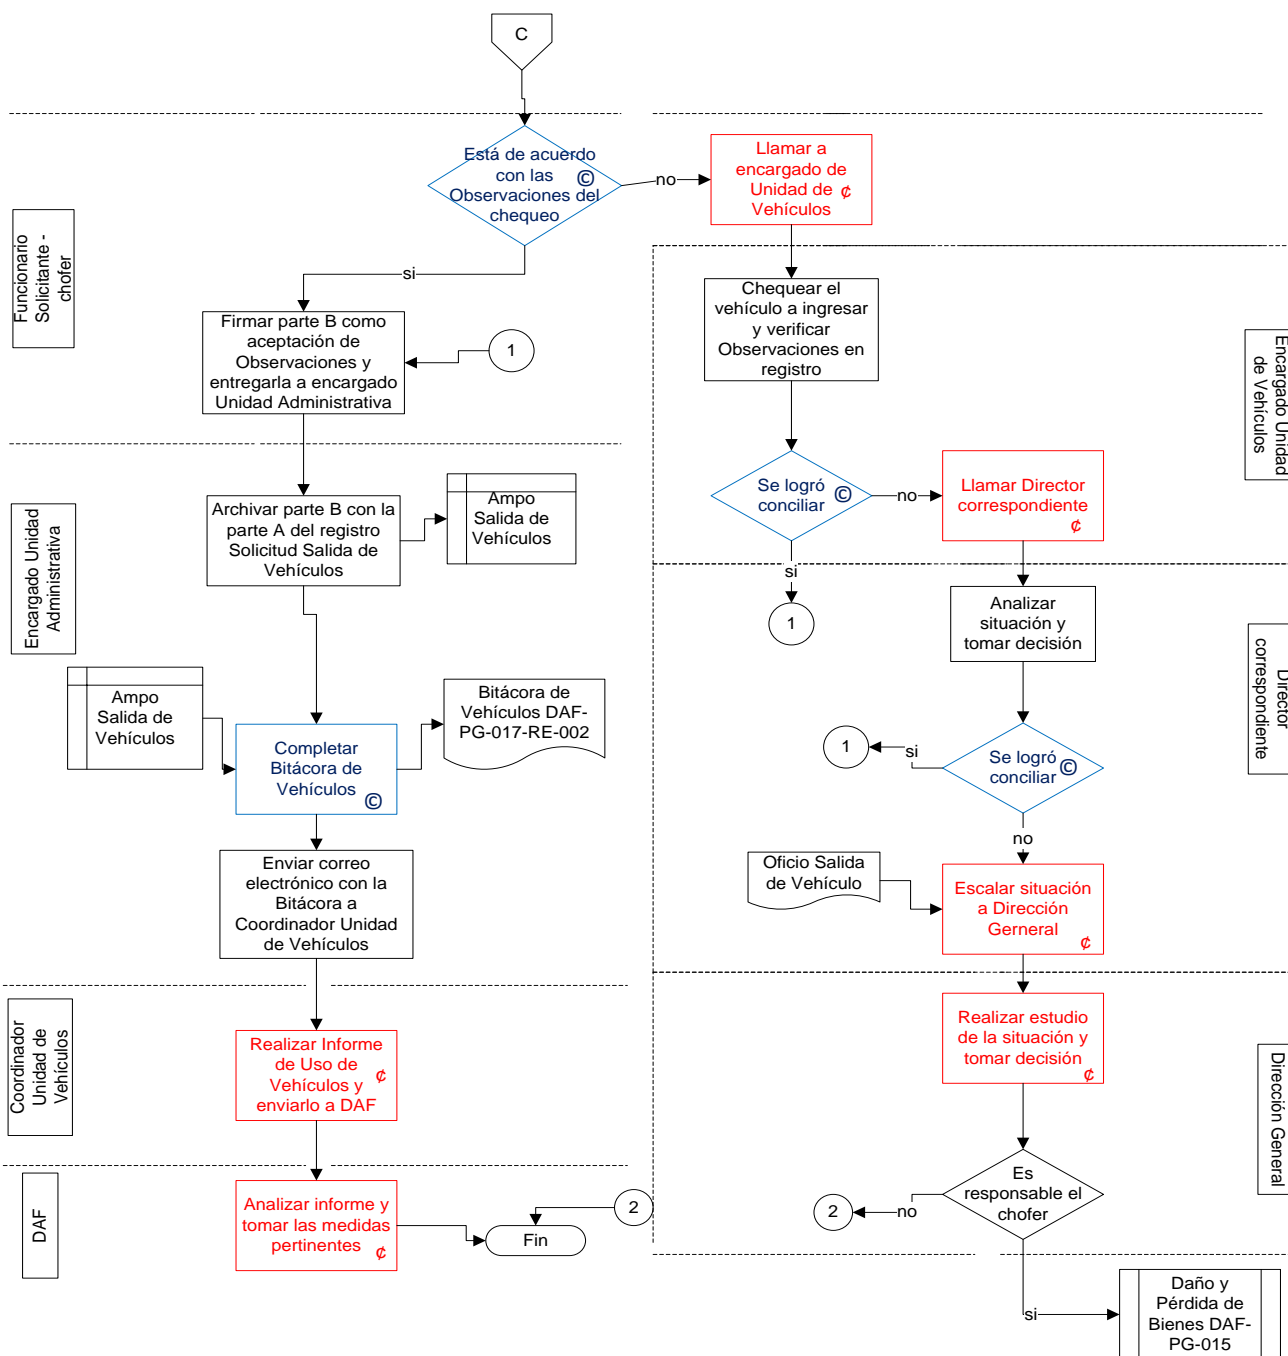 C
Está de acuerdo
con las
Observaciones del
chequeo
©
no
Llamar a
encargado de
Unidad de
Vehículos
¢
si
Funcionario
Solicitante -
chofer
Firmar parte B como
aceptación de
Observaciones y
entregarla a encargado
Unidad Administrativa
1
Chequear el
vehículo a ingresar
y verificar
Observaciones en
registro
Encargado Unidad
de Vehículos
Se logró
conciliar
©
no
Llamar Director
correspondiente
¢
si
1
Encargado Unidad
Administrativa
Archivar parte B con la
parte A del registro
Solicitud Salida de
Vehículos
Ampo
Salida de
Vehículos
Analizar
situación y
tomar decisión
Director
correspondiente
Ampo
Salida de
Vehículos
Completar
Bitácora de
Vehículos
©
Bitácora de
Vehículos DAF-
PG-017-RE-002
1
si
Se logró
conciliar
©
no
Enviar correo
electrónico con la
Bitácora a
Coordinador Unidad
de Vehículos
Oficio Salida
de Vehículo
Escalar situación
a Dirección
Gerneral
¢
Coordinador
Unidad de
Vehículos
Realizar Informe
de Uso de
Vehículos y
enviarlo a DAF
¢
Realizar estudio
de la situación y
tomar decisión
¢
Dirección General
DAF
Analizar informe y
tomar las medidas
pertinentes
¢
2
Fin
2
no
Es
responsable el
chofer
si
Daño y
Pérdida de
Bienes DAF-
PG-015